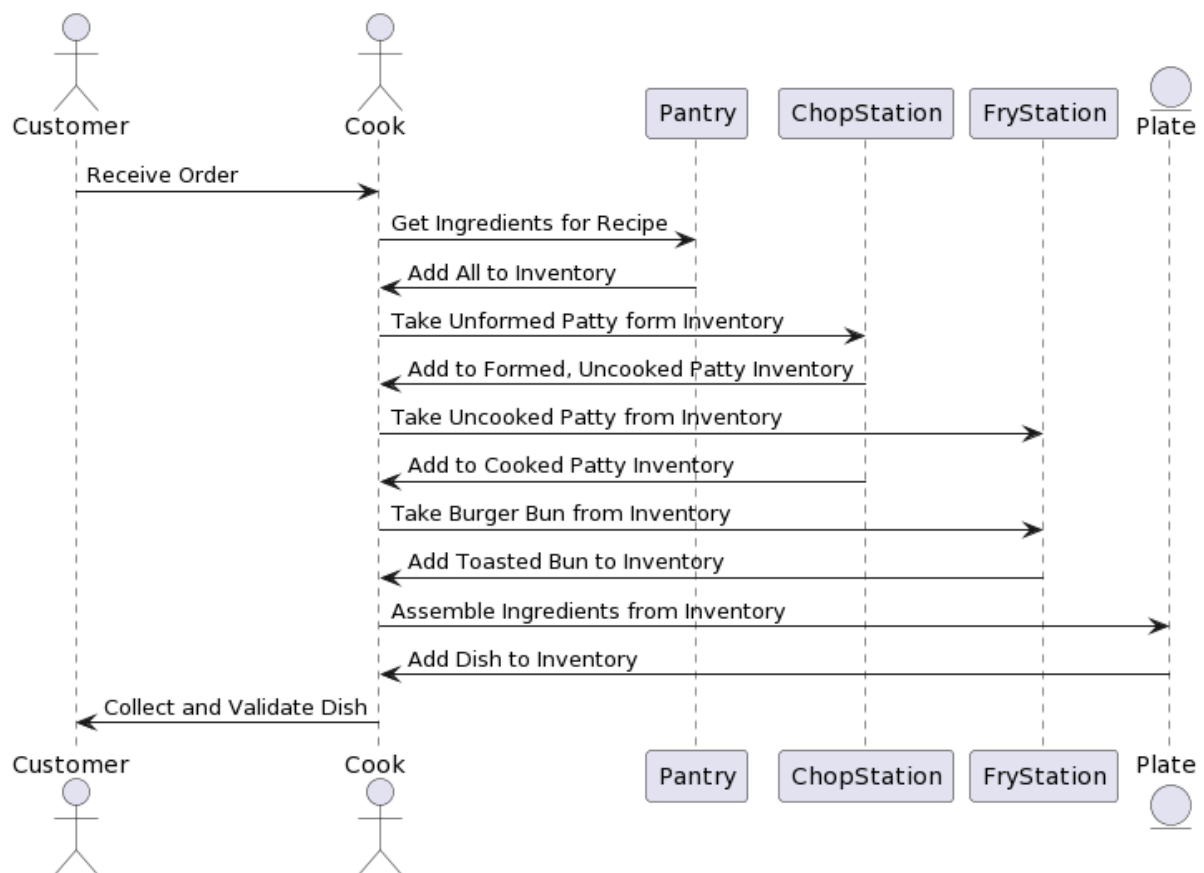 Customer
Cook
Pantry
ChopStation
FryStation
Plate
Receive Order
Get Ingredients for Recipe
Add All to Inventory
Take Unformed Patty form Inventory
Add to Formed, Uncooked Patty Inventory
Take Uncooked Patty from Inventory
Add to Cooked Patty Inventory
Take Burger Bun from Inventory
Add Toasted Bun to Inventory
Assemble Ingredients from Inventory
Add Dish to Inventory
Collect and Validate Dish
Customer
Cook
Pantry
ChopStation
FryStation
Plate